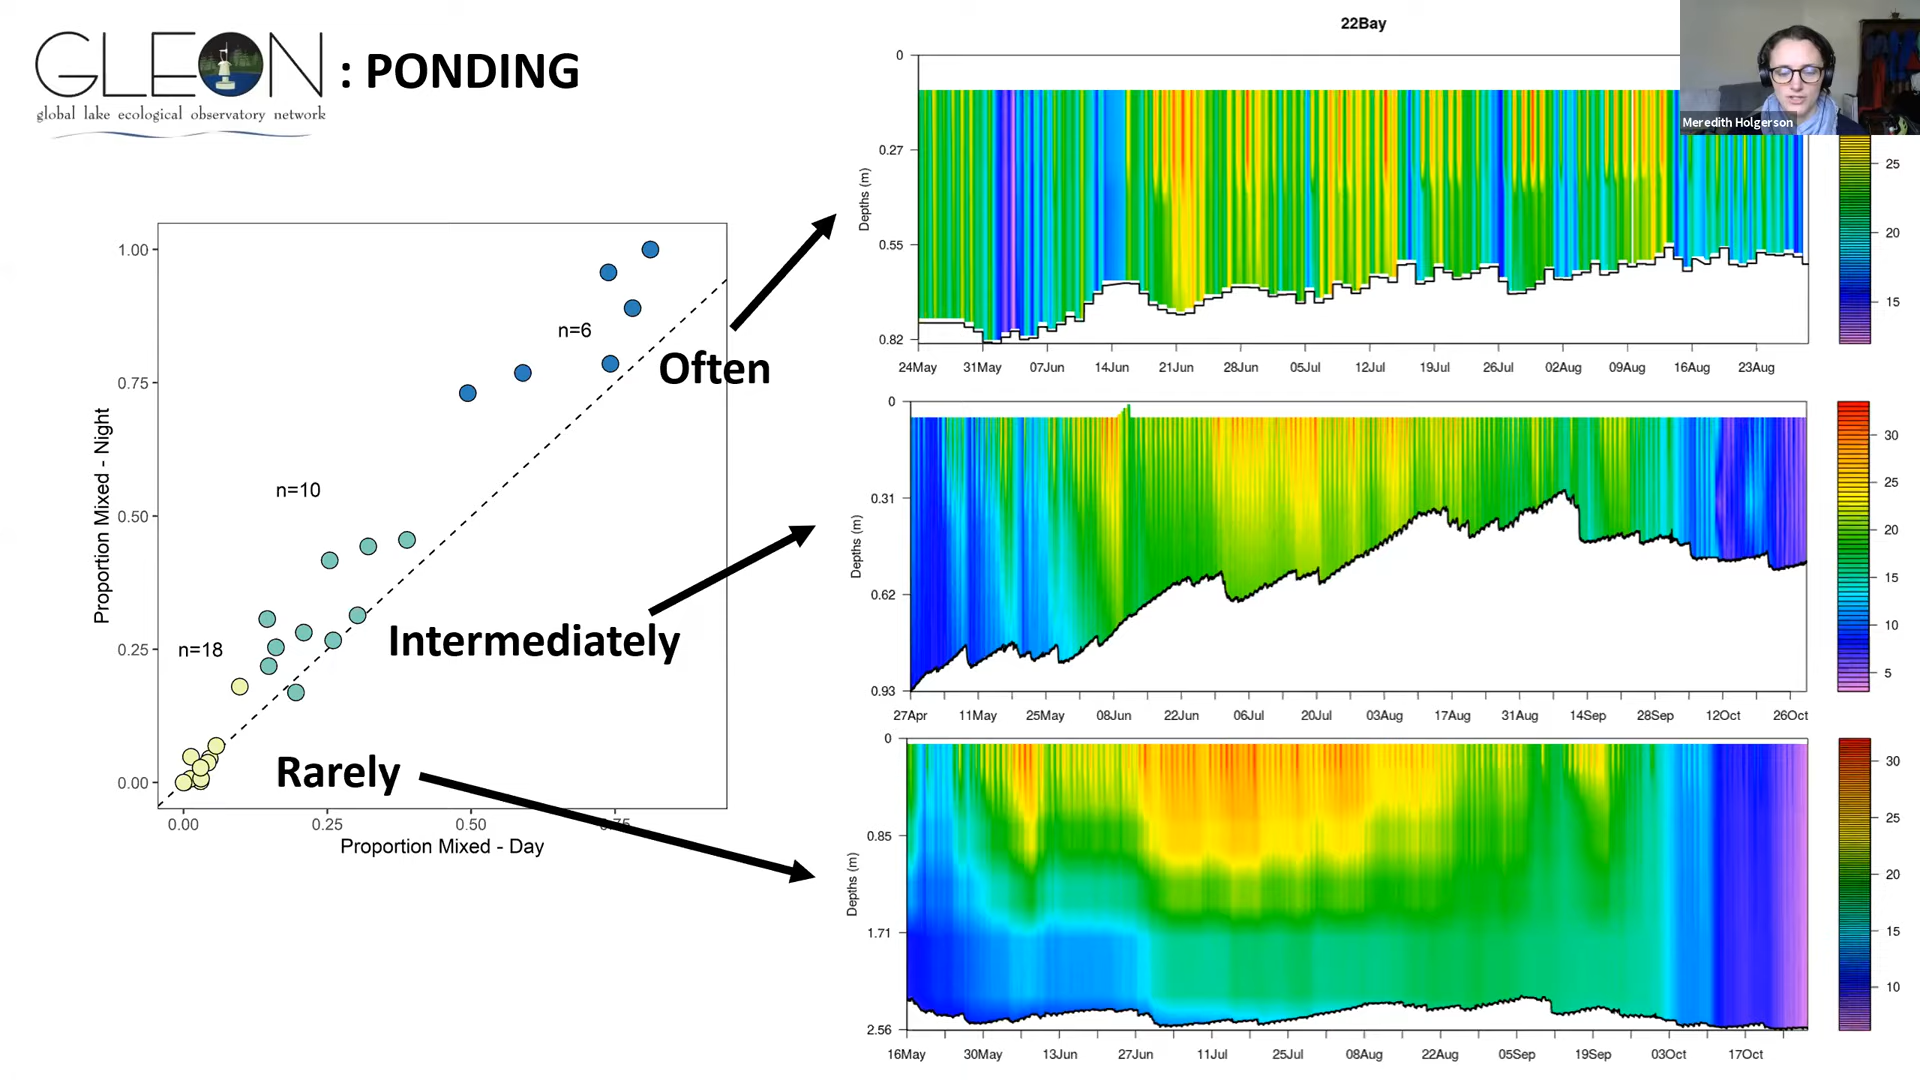 GLEON : PONDING
global lake ecological observatory network
Meredith Holgerson
1.00
0.75
0.50
0.25
0.00
Proportion Mixed - Night
n=6
n=10
n=18
Often
Intermediately
Rarely
0.00 0.25 0.50 0.75
Proportion Mixed - Day
22Bay
0
0.27
0.55
0.82
Depths (m)
24May 31May 07Jun 14Jun 21Jun 28Jun 05Jul 12Jul 19Jul 26Jul 02Aug 09Aug 16Aug 23Aug
25
20
15
0
0.31
0.62
0.93
Depths (m)
27Apr 11May 25May 08Jun 22Jun 06Jul 20Jul 03Aug 17Aug 31Aug 14Sep 28Sep 12Oct 26Oct
30
25
20
15
10
5
0
0.85
1.71
2.56
Depths (m)
16May 30May 13Jun 27Jun 11Jul 25Jul 08Aug 22Aug 05Sep 19Sep 03Oct 17Oct
30
25
20
15
10